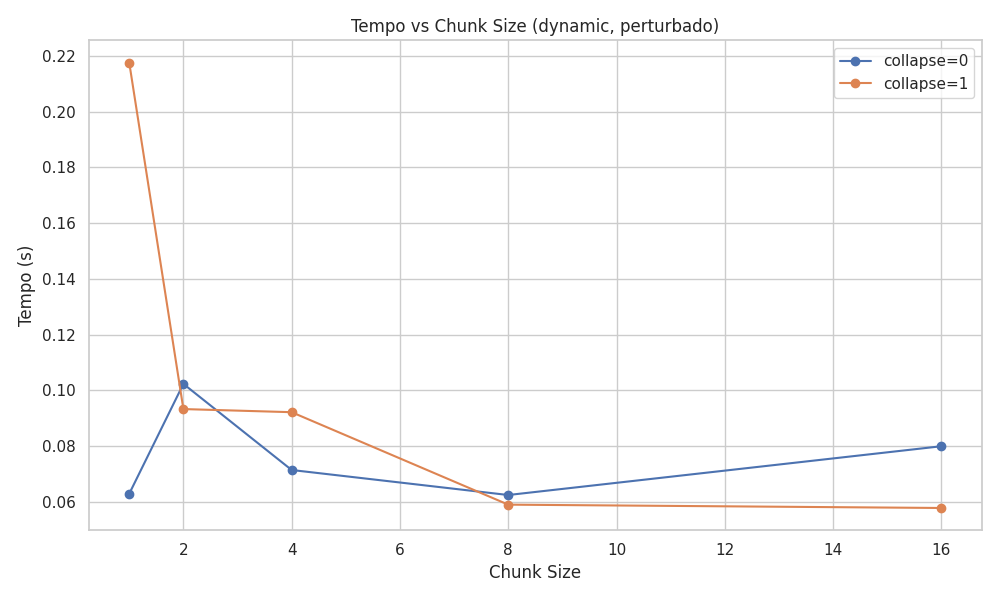 Tempo vs Chunk Size (dynamic, perturbado)
collapse=0
collapse=1
Tempo (s)
0.22
0.20
0.18
0.16
0.14
0.12
0.10
0.08
0.06
2 4 6 8 10 12 14 16
Chunk Size